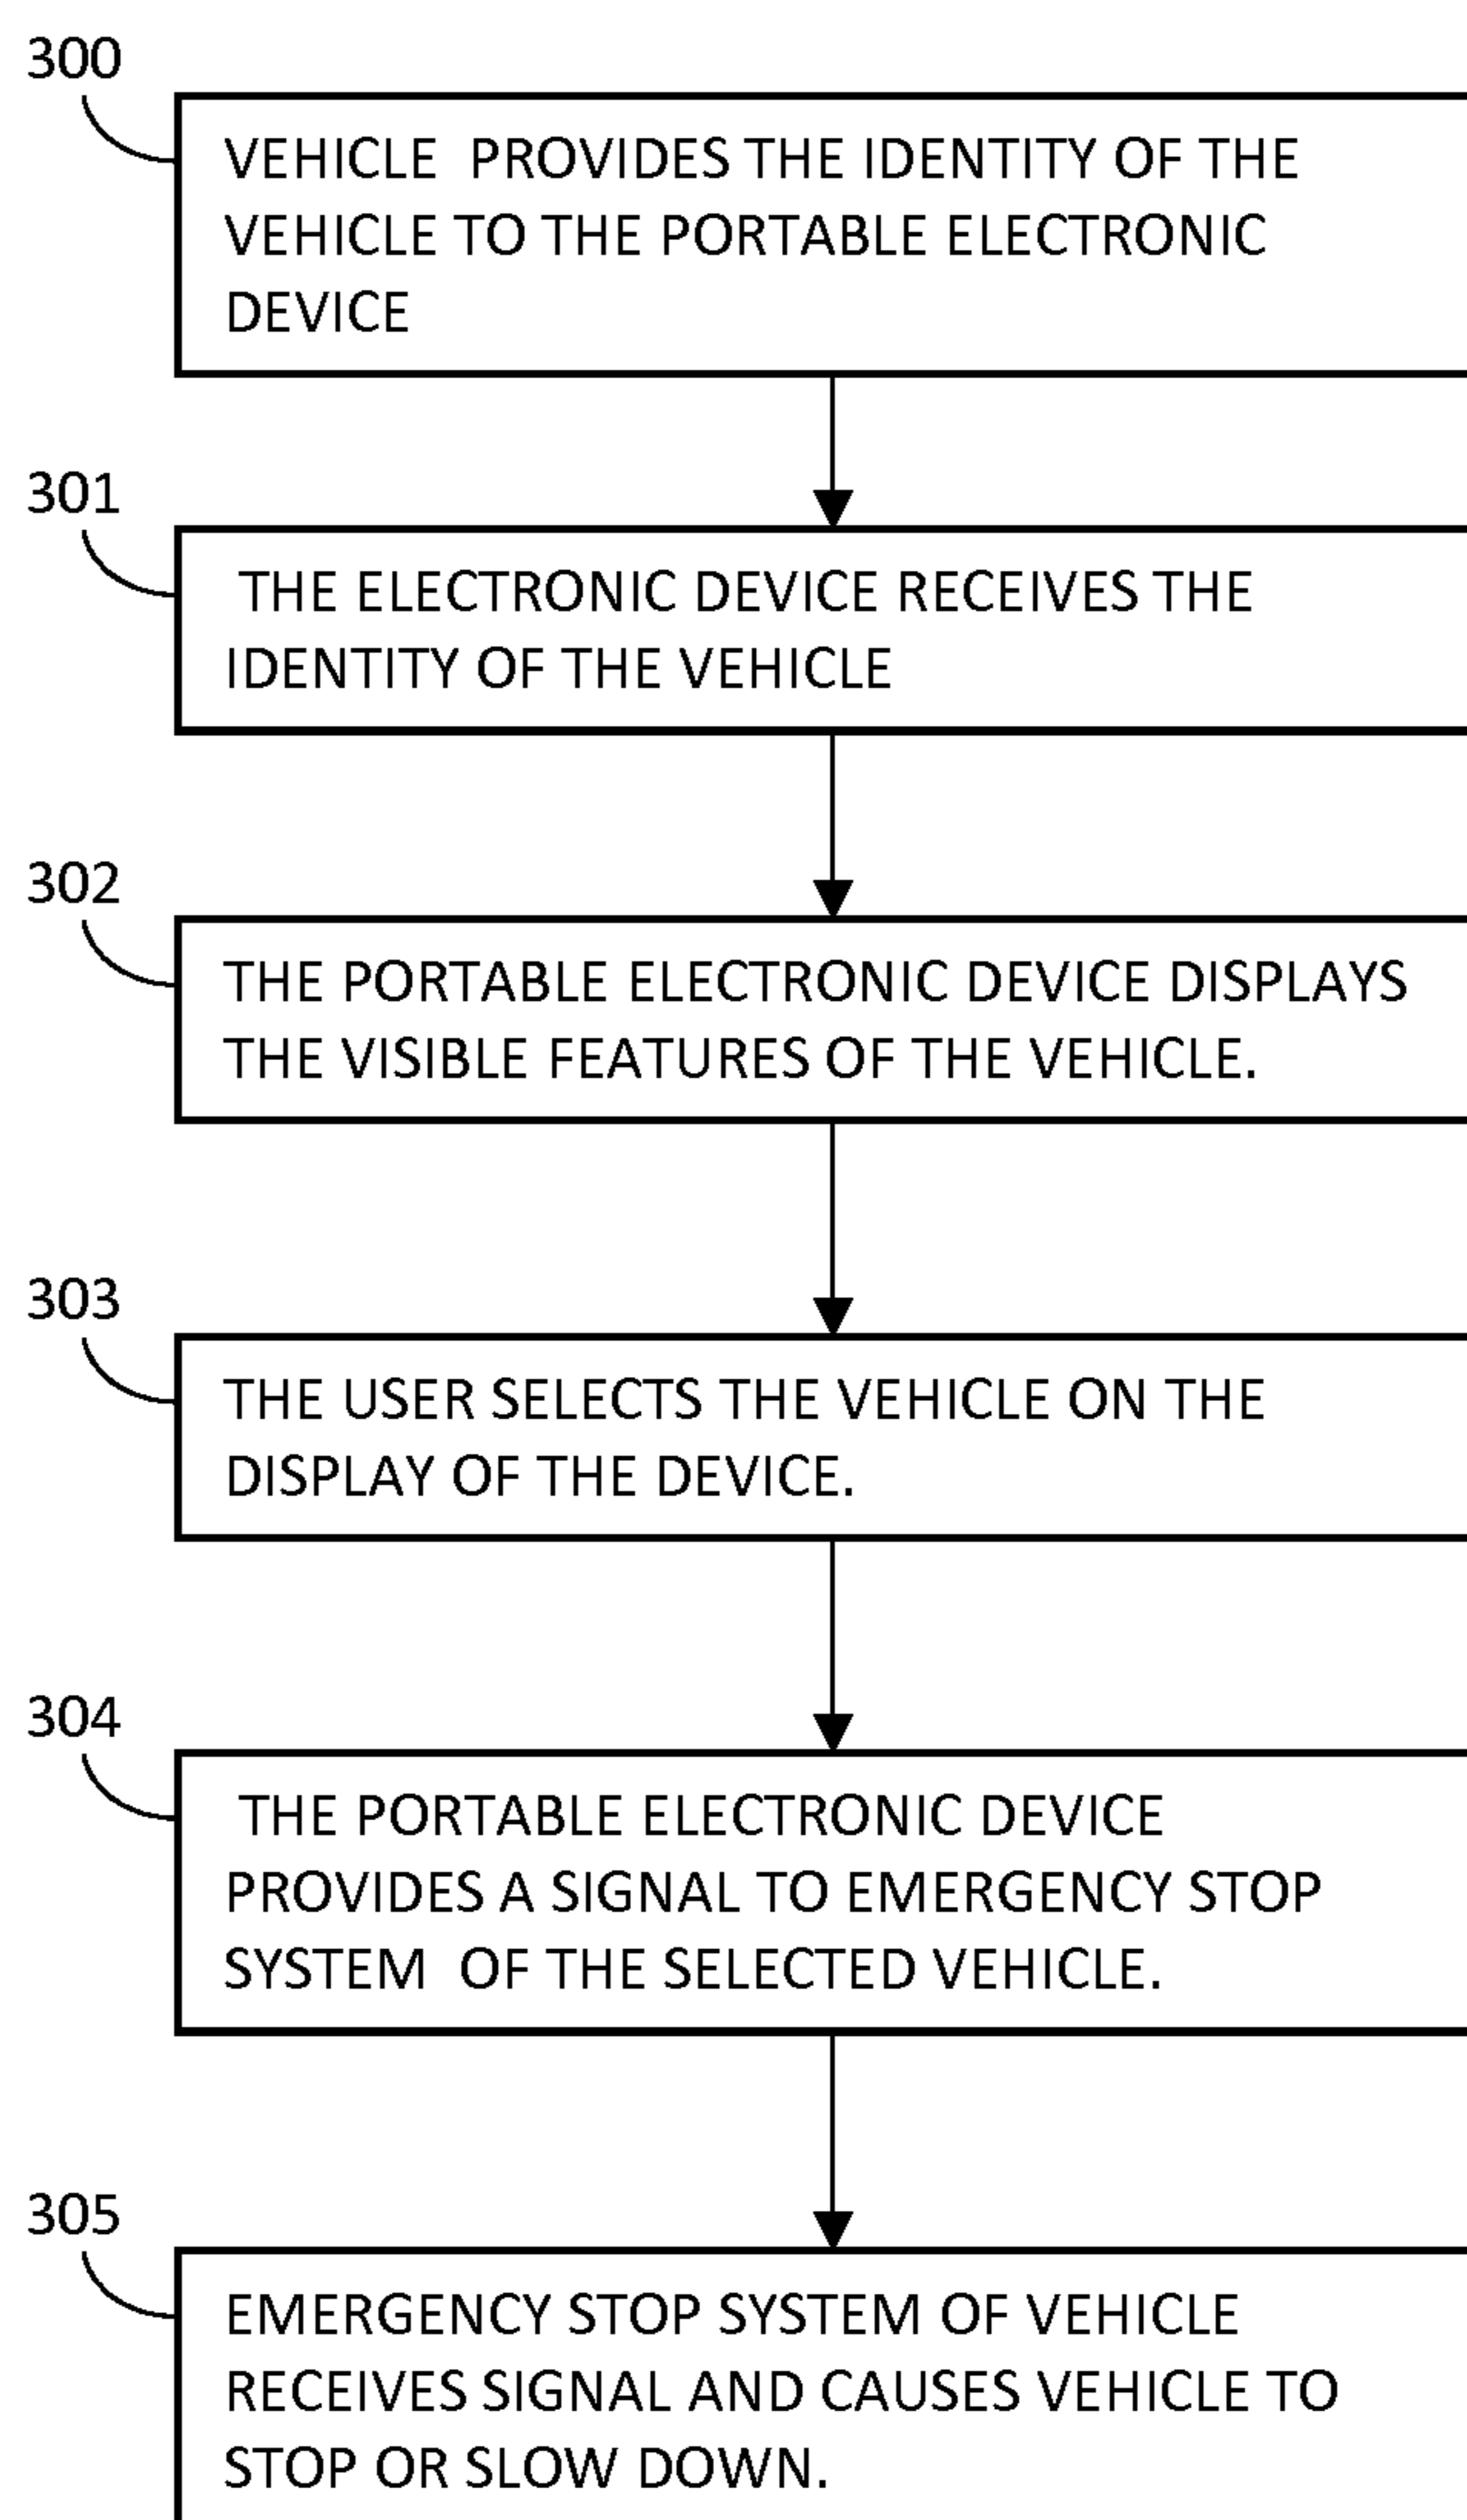 300
VEHICLE PROVIDES THE IDENTITY OF THE
VEHICLE TO THE PORTABLE ELECTRONIC
DEVICE
301
THE ELECTRONIC DEVICE RECEIVES THE
IDENTITY OF THE VEHICLE
302
THE PORTABLE ELECTRONIC DEVICE DISPLAYS
THE VISIBLE FEATURES OF THE VEHICLE.
303
THE USER SELECTS THE VEHICLE ON THE
DISPLAY OF THE DEVICE.
304
THE PORTABLE ELECTRONIC DEVICE
PROVIDES A SIGNAL TO EMERGENCY STOP
SYSTEM OF THE SELECTED VEHICLE.
305
EMERGENCY STOP SYSTEM OF VEHICLE
RECEIVES SIGNAL AND CAUSES VEHICLE TO
STOP OR SLOW DOWN.